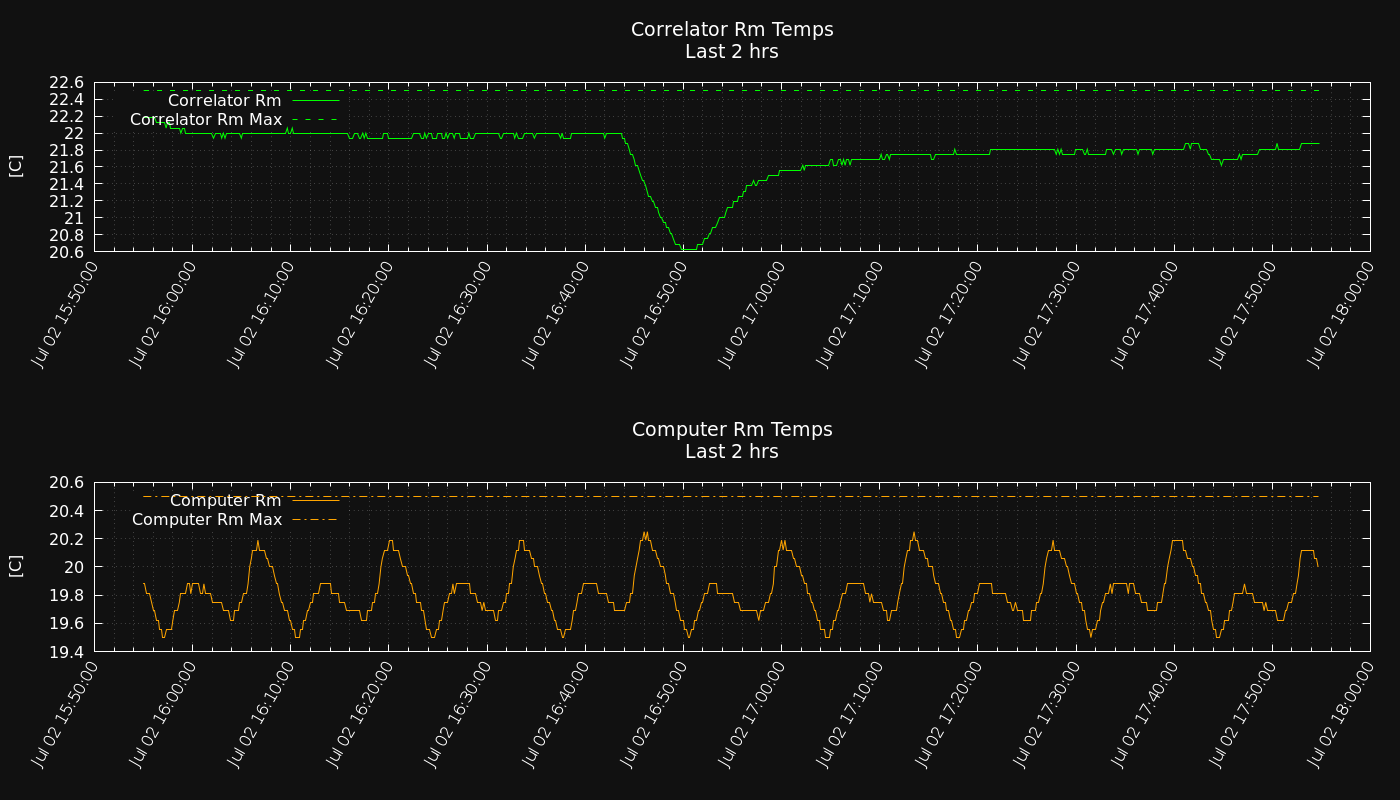 Correlator Rm Temps
Last 2 hrs
[C]
22.6
22.4
22.2
22
21.8
21.6
21.4
21.2
21
20.8
20.6
Correlator Rm
Correlator Rm Max
Jul 02 15:50:00
Jul 02 16:00:00
Jul 02 16:10:00
Jul 02 16:20:00
Jul 02 16:30:00
Jul 02 16:40:00
Jul 02 16:50:00
Jul 02 17:00:00
Jul 02 17:10:00
Jul 02 17:20:00
Jul 02 17:30:00
Jul 02 17:40:00
Jul 02 17:50:00
Jul 02 18:00:00
Computer Rm Temps
Last 2 hrs
[C]
20.6
20.4
20.2
20
19.8
19.6
19.4
Computer Rm
Computer Rm Max
Jul 02 15:50:00
Jul 02 16:00:00
Jul 02 16:10:00
Jul 02 16:20:00
Jul 02 16:30:00
Jul 02 16:40:00
Jul 02 16:50:00
Jul 02 17:00:00
Jul 02 17:10:00
Jul 02 17:20:00
Jul 02 17:30:00
Jul 02 17:40:00
Jul 02 17:50:00
Jul 02 18:00:00